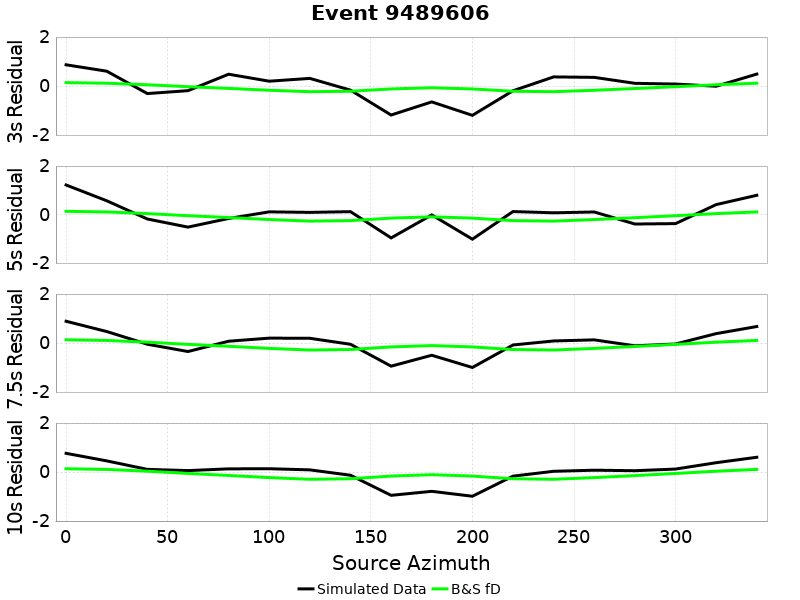 Event 9489606
3s Residual
2
0
-2
5s Residual
2
0
-2
7.5s Residual
2
0
-2
10s Residual
2
0
-2
0 50 100 150 200 250 300
Source Azimuth
Simulated Data B&S fD